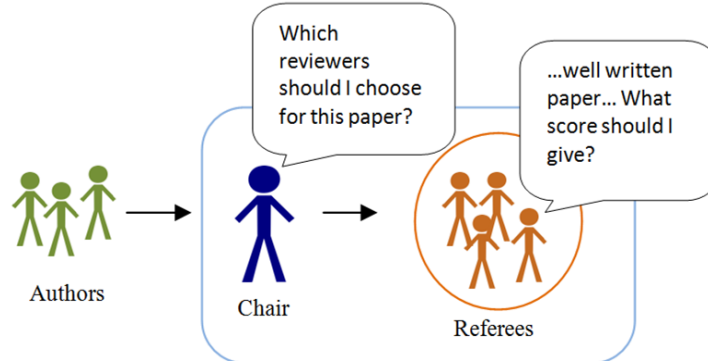 Which
reviewers
should I choose
for this paper?
...well written
paper... What
score should I
give?
Authors
Chair
Referees